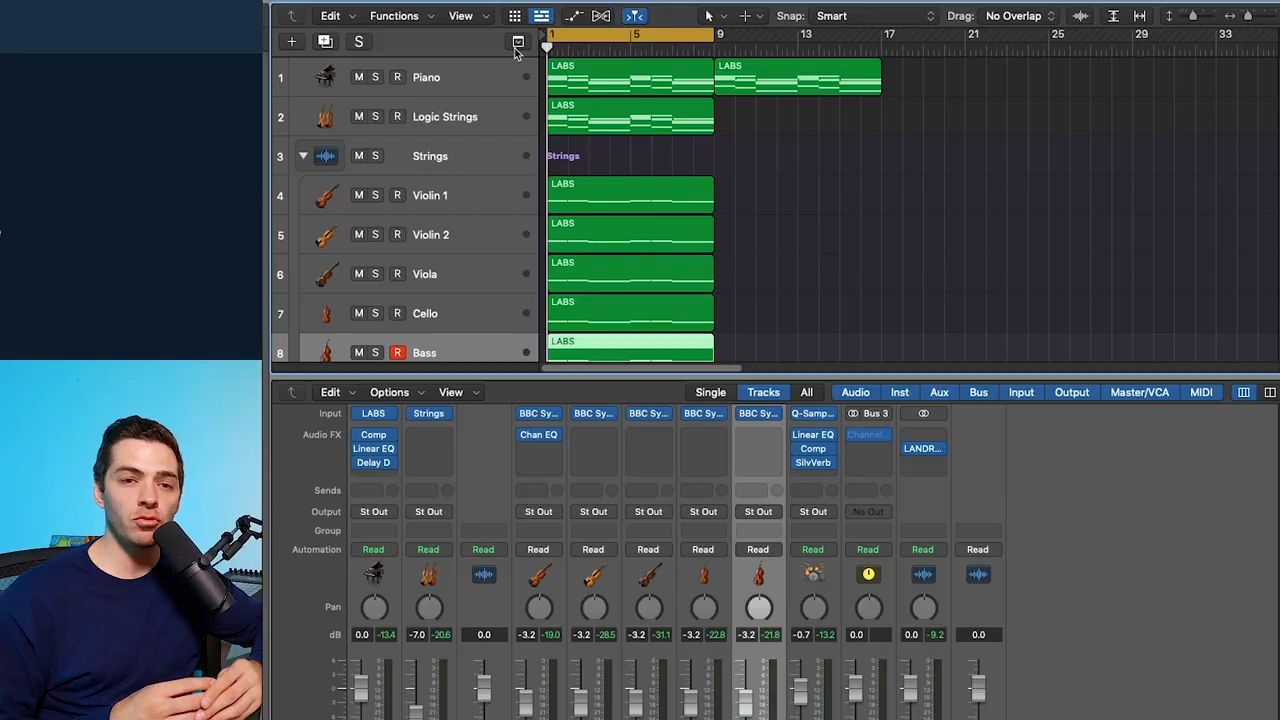 Edit Functions View Snap: Smart Drag: No Overlap
S 1 5 9 13 17 21 25 29 33
1 M S R Piano LABS LABS
2 M S R Logic Strings LABS
3 M S Strings Strings
4 M S R Violin 1 LABS
5 M S R Violin 2 LABS
6 M S R Viola LABS
7 M S R Cello LABS
8 M S R Bass LABS
Edit Options View Single Tracks All Audio Inst Aux Bus Input Output Master/VCA MIDI
Input LABS Strings BBC Sy... BBC Sy... BBC Sy... BBC Sy... BBC Sy... Q-Samp... Bus 3
Audio FX Comp Chan EQ Linear EQ Channel...
Linear EQ Comp LANDR...
Delay D SilvVerb
Sends
Output St Out St Out St Out St Out St Out St Out St Out St Out No Out
Group
Automation Read Read Read Read Read Read Read Read Read Read Read Read
Pan
dB 0.0 -13.4 -7.0 -20.6 0.0 -3.2 -19.0 -3.2 -28.5 -3.2 -31.1 -3.2 -22.8 -3.2 -21.8 -0.7 -13.2 0.0 0.0 -9.2 0.0